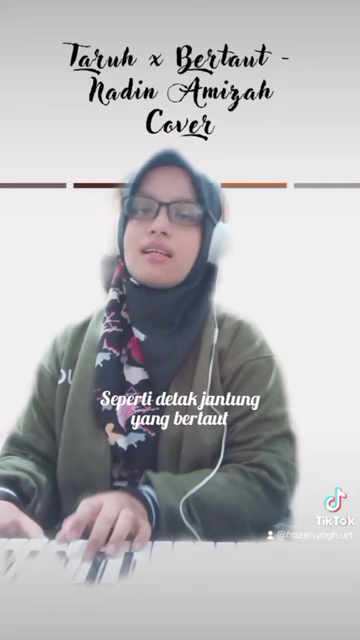 Taruh x Bertaut -
Nadin Amizah
Cover
Seperti detak jantung
yang bertaut
TikTok
@frozen.yogh.urt